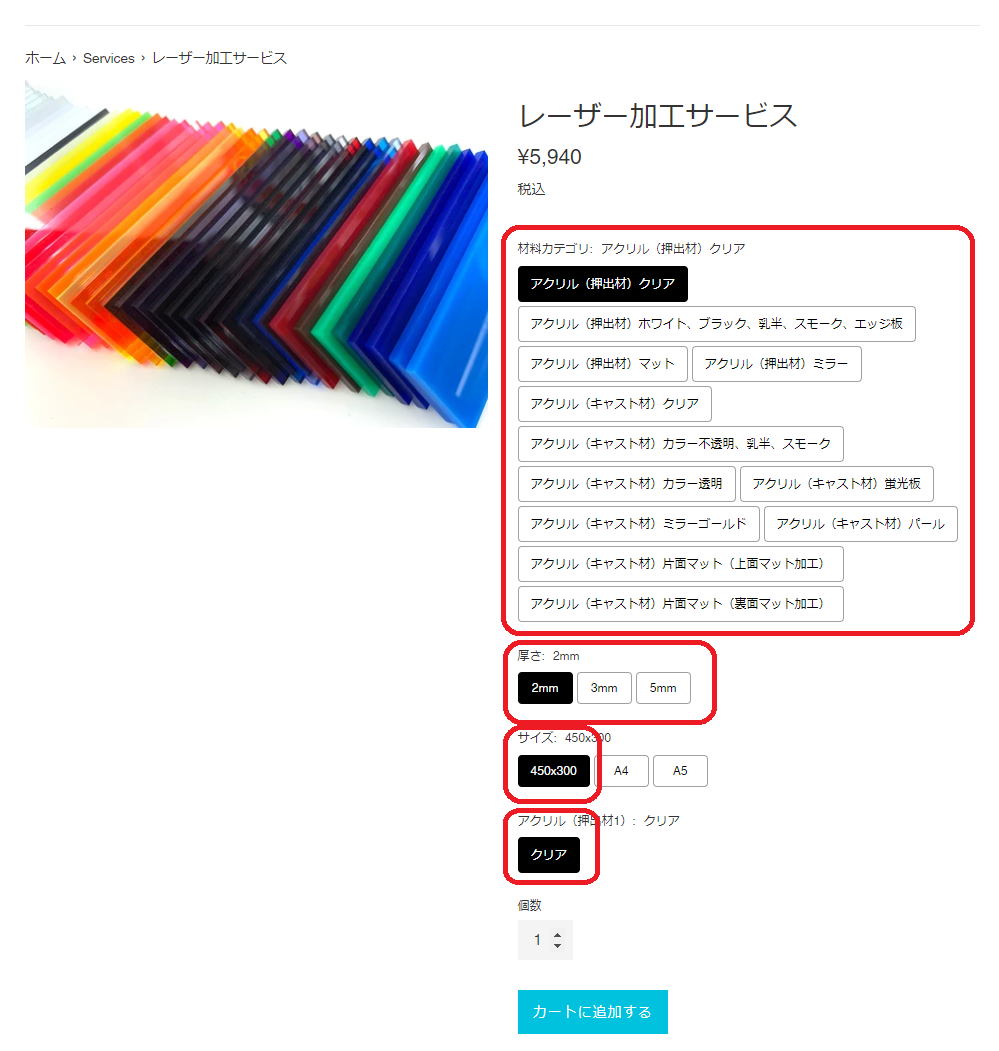 ホーム › Services › レーザー加工サービス
レーザー加工サービス
¥5,940
税込
材料カテゴリ: アクリル（押出材）クリア
アクリル（押出材）クリア
アクリル（押出材）ホワイト、ブラック、乳半、スモーク、エッジ板
アクリル（押出材）マット アクリル（押出材）ミラー
アクリル（キャスト材）クリア
アクリル（キャスト材）カラー不透明、乳半、スモーク
アクリル（キャスト材）カラー透明 アクリル（キャスト材）蛍光板
アクリル（キャスト材）ミラーゴールド アクリル（キャスト材）パール
アクリル（キャスト材）片面マット（上面マット加工）
アクリル（キャスト材）片面マット（裏面マット加工）
厚さ: 2mm
2mm 3mm 5mm
サイズ: 450x300
450x300 A4 A5
アクリル（押出材1）: クリア
クリア
個数
1
カートに追加する